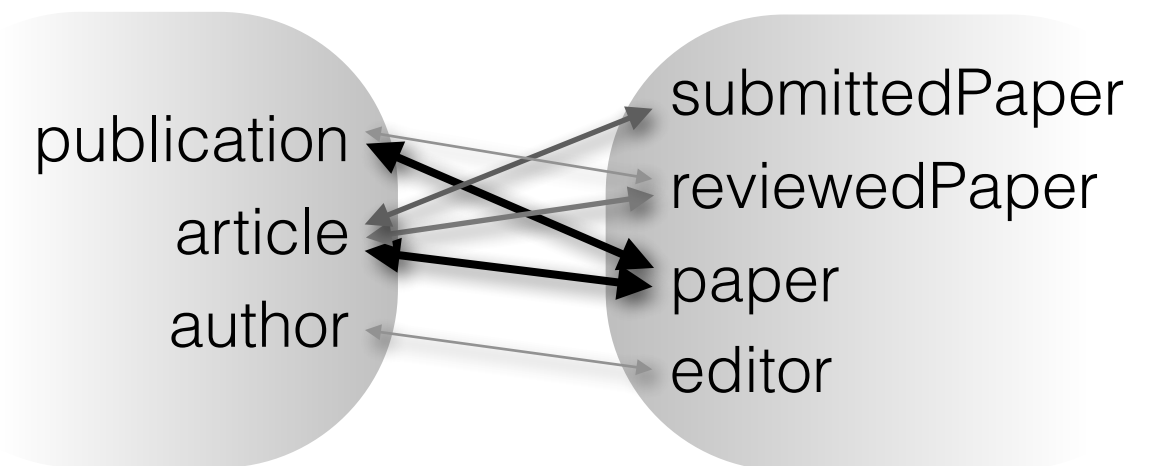 publication
article
author
submittedPaper
reviewedPaper
paper
editor